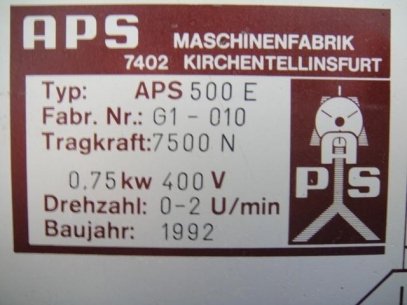 APS MASCHINENFABRIK
7402 KIRCHENTELLINSFURT
Typ: APS 500 E
Fabr. Nr.: G1-010
Tragkraft: 7500 N
0,75 kw 400 V
Drehzahl: 0-2 U/min
Baujahr: 1992
A
P S